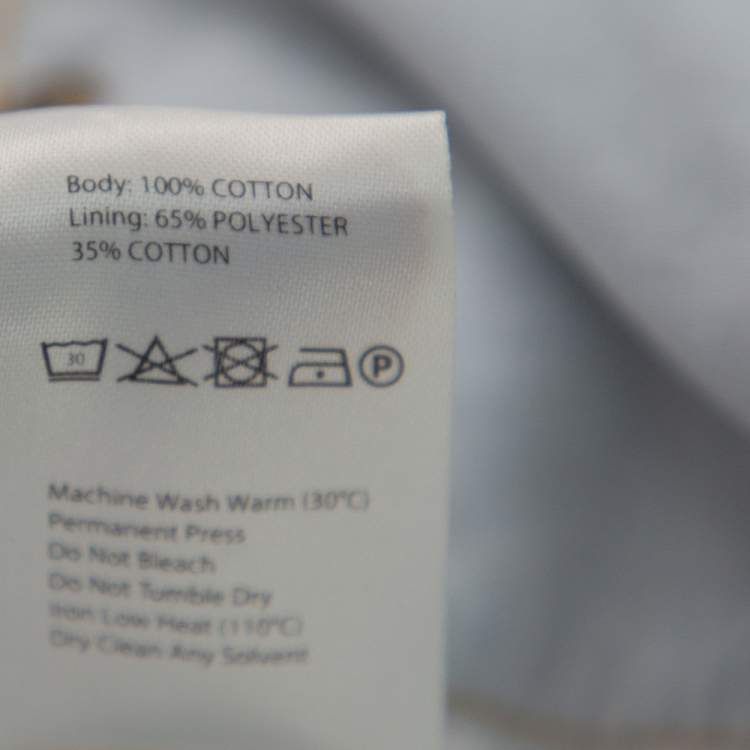 Body: 100% COTTON
Lining: 65% POLYESTER
35% COTTON
30
P
Machine Wash Warm (30°C)
Permanent Press
Do Not Bleach
Do Not Tumble Dry
Iron Low Heat (110°C)
Dry Clean Any Solvent